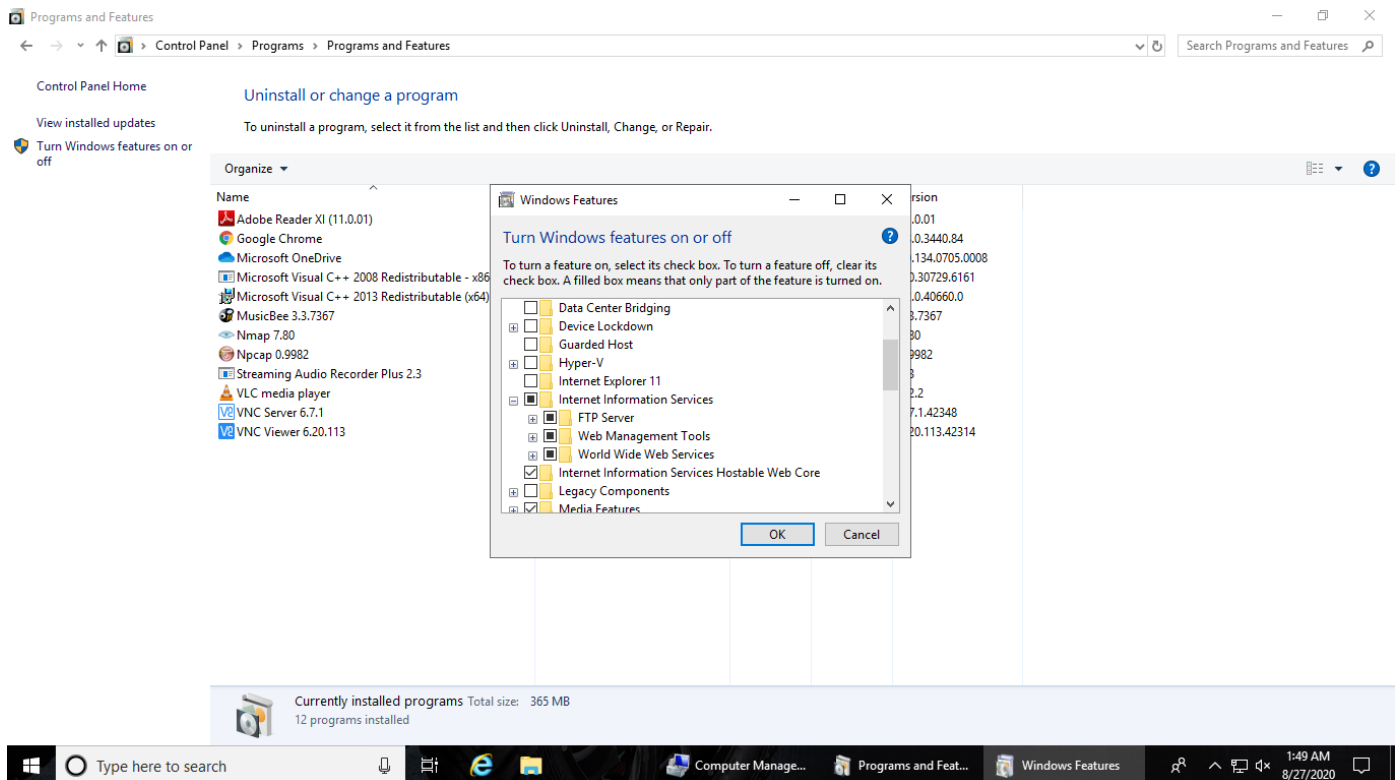 Programs and Features
Control Panel > Programs > Programs and Features
Search Programs and Features
Control Panel Home
View installed updates
Turn Windows features on or
off
Uninstall or change a program
To uninstall a program, select it from the list and then click Uninstall, Change, or Repair.
Organize
Name
Adobe Reader XI (11.0.01)
Google Chrome
Microsoft OneDrive
Microsoft Visual C++ 2008 Redistributable - x86
Microsoft Visual C++ 2013 Redistributable (x64)
MusicBee 3.3.7367
Nmap 7.80
Npcap 0.9982
Streaming Audio Recorder Plus 2.3
VLC media player
VNC Server 6.7.1
VNC Viewer 6.20.113
rsion
.0.01
.0.3440.84
.134.0705.0008
0.30729.6161
.0.40660.0
3.7367
80
9982
3
2.2
7.1.42348
20.113.42314
Windows Features
Turn Windows features on or off
To turn a feature on, select its check box. To turn a feature off, clear its
check box. A filled box means that only part of the feature is turned on.
Data Center Bridging
Device Lockdown
Guarded Host
Hyper-V
Internet Explorer 11
Internet Information Services
FTP Server
Web Management Tools
World Wide Web Services
Internet Information Services Hostable Web Core
Legacy Components
Media Features
OK Cancel
Currently installed programs Total size: 365 MB
12 programs installed
Type here to search
Computer Manage...
Programs and Feat...
Windows Features
1:49 AM
8/27/2020